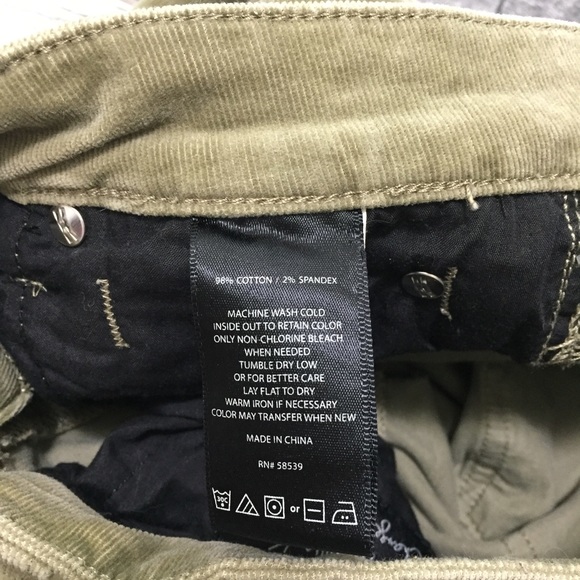 98% COTTON / 2% SPANDEX
MACHINE WASH COLD
INSIDE OUT TO RETAIN COLOR
ONLY NON-CHLORINE BLEACH
WHEN NEEDED
TUMBLE DRY LOW
OR FOR BETTER CARE
LAY FLAT TO DRY
WARM IRON IF NECESSARY
COLOR MAY TRANSFER WHEN NEW
MADE IN CHINA
RN# 58539
30C or